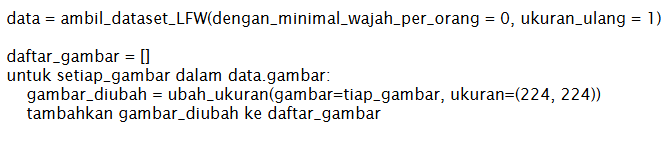 data = ambil_dataset_LFW(dengan_minimal_wajah_per_orang = 0, ukuran_ulang = 1)
daftar_gambar = []
untuk setiap_gambar dalam data.gambar:
gambar_diubah = ubah_ukuran(gambar=tiap_gambar, ukuran=(224, 224))
tambahkan gambar_diubah ke daftar_gambar